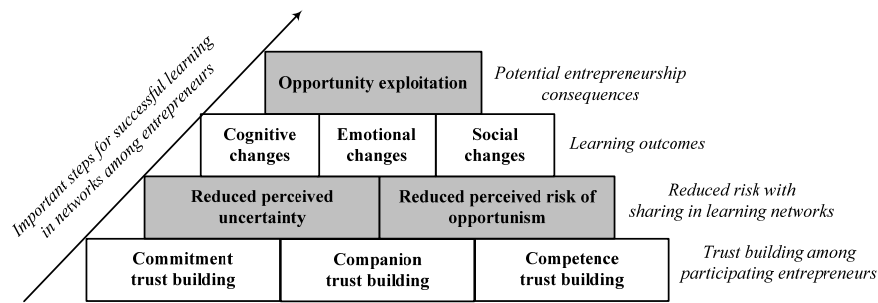 Important steps for successful learning
in networks among entrepreneurs
Opportunity exploitation
Potential entrepreneurship
consequences
Cognitive
changes
Emotional
changes
Social
changes
Learning outcomes
Reduced perceived
uncertainty
Reduced perceived risk of
opportunism
Reduced risk with
sharing in learning networks
Commitment
trust building
Companion
trust building
Competence
trust building
Trust building among
participating entrepreneurs